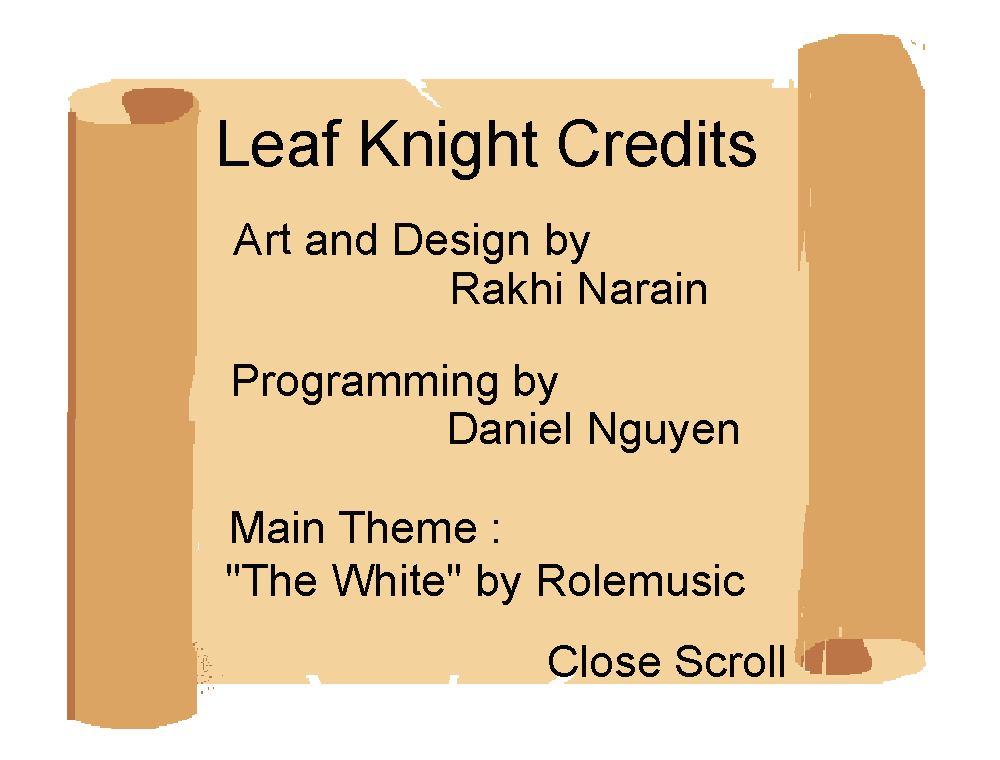 Leaf Knight Credits
Art and Design by
Rakhi Narain
Programming by
Daniel Nguyen
Main Theme :
"The White" by Rolemusic
Close Scroll